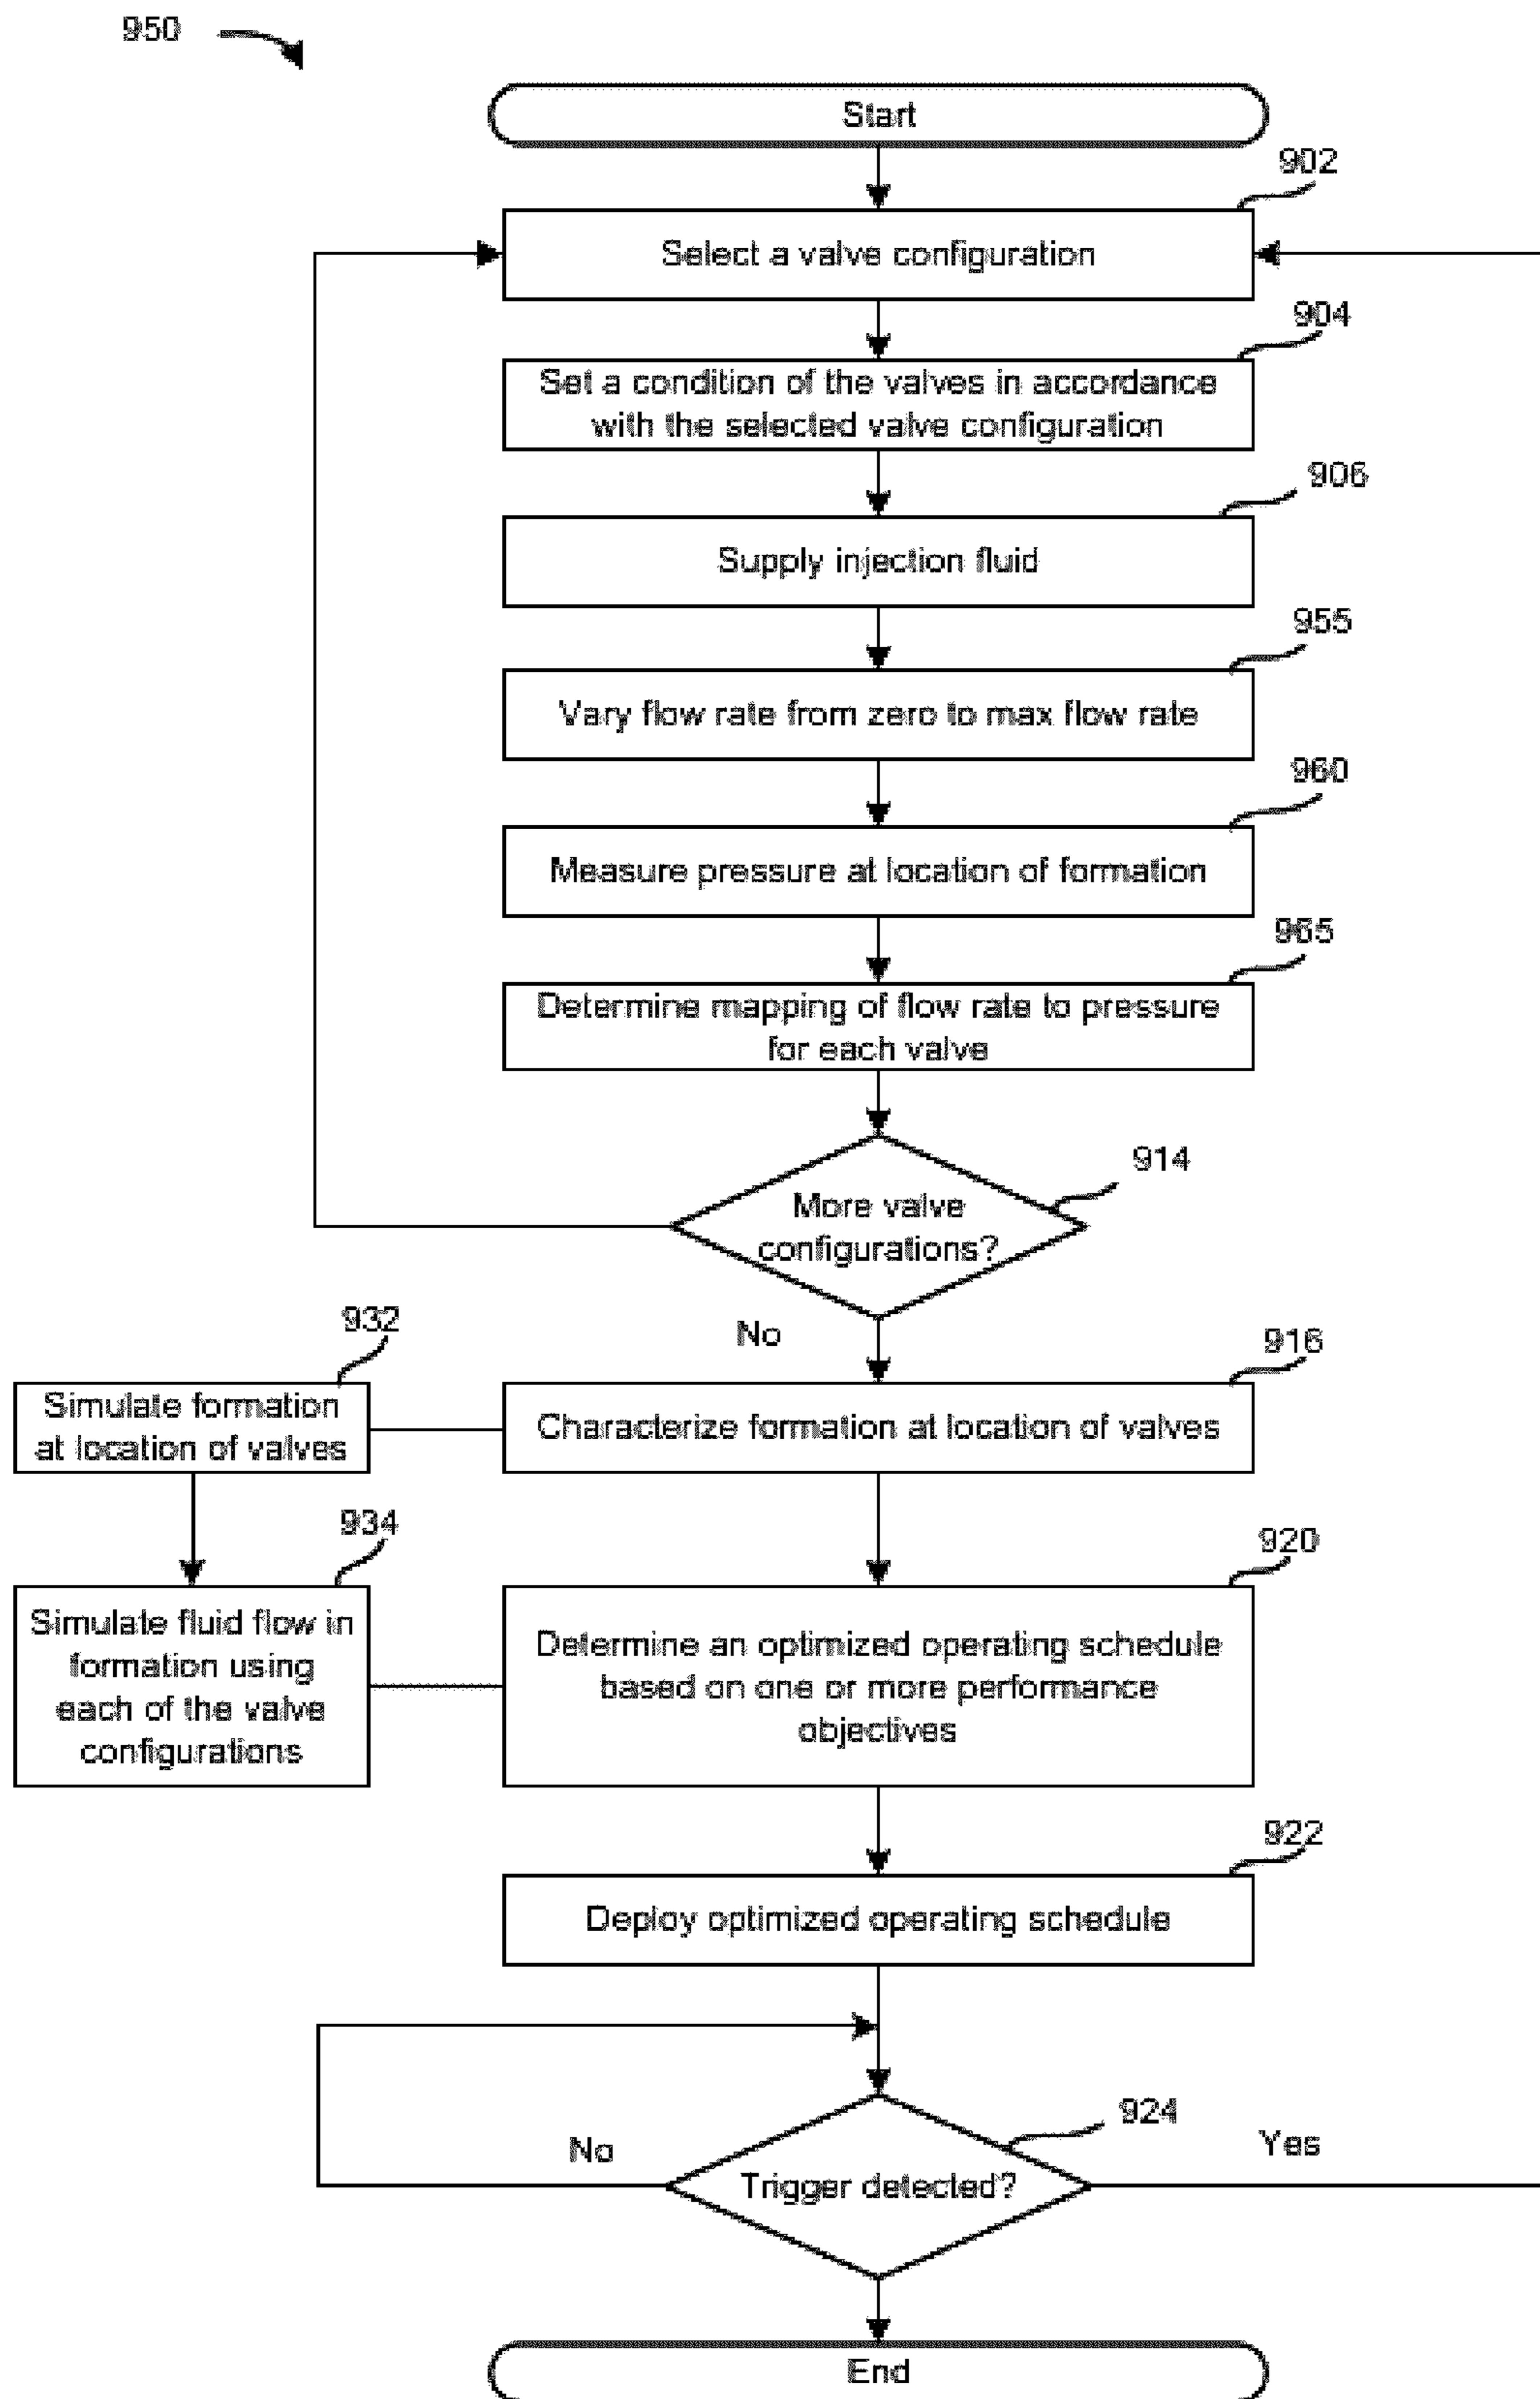 950
Start
902
Select a valve configuration
904
Set a condition of the valves in accordance
with the selected valve configuration
906
Supply injection fluid
955
Vary flow rate from zero to max flow rate
960
Measure pressure at location of formation
965
Determine mapping of flow rate to pressure
for each valve
914
More valve
configurations?
No
932
Simulate formation
at location of valves
916
Characterize formation at location of valves
934
Simulate fluid flow in
formation using
each of the valve
configurations
920
Determine an optimized operating schedule
based on one or more performance
objectives
922
Deploy optimized operating schedule
924
No
Trigger detected?
Yes
End